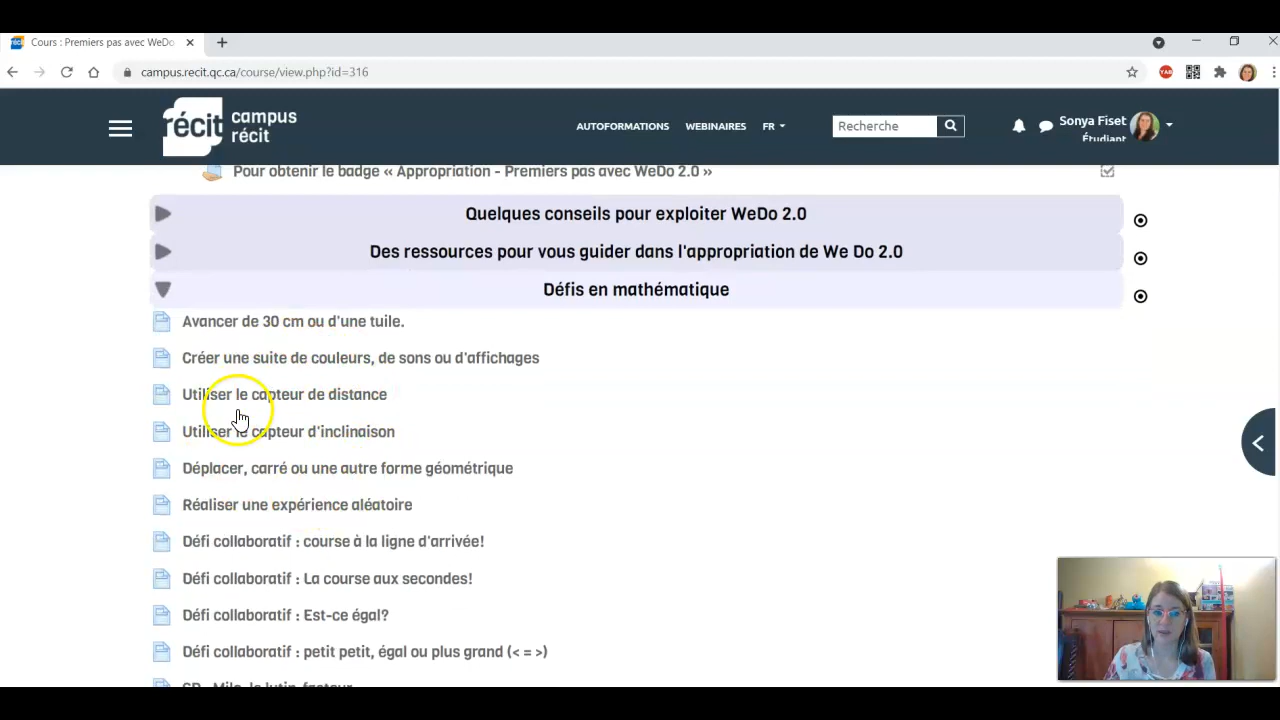 Cours : Premiers pas avec WeDo
campus.recit.qc.ca/course/view.php?id=316
récit
campus
récit
AUTOFORMATIONS
WEBINAIRES
FR
Recherche
Sonya Fiset
Étudiant
Pour obtenir le badge « Appropriation - Premiers pas avec WeDo 2.0 »
Quelques conseils pour exploiter WeDo 2.0
Des ressources pour vous guider dans l'appropriation de We Do 2.0
Défis en mathématique
Avancer de 30 cm ou d'une tuile.
Créer une suite de couleurs, de sons ou d'affichages
Utiliser le capteur de distance
Utiliser le capteur d'inclinaison
Déplacer, carré ou une autre forme géométrique
Réaliser une expérience aléatoire
Défi collaboratif : course à la ligne d'arrivée!
Défi collaboratif : La course aux secondes!
Défi collaboratif : Est-ce égal?
Défi collaboratif : petit petit, égal ou plus grand (< = >)